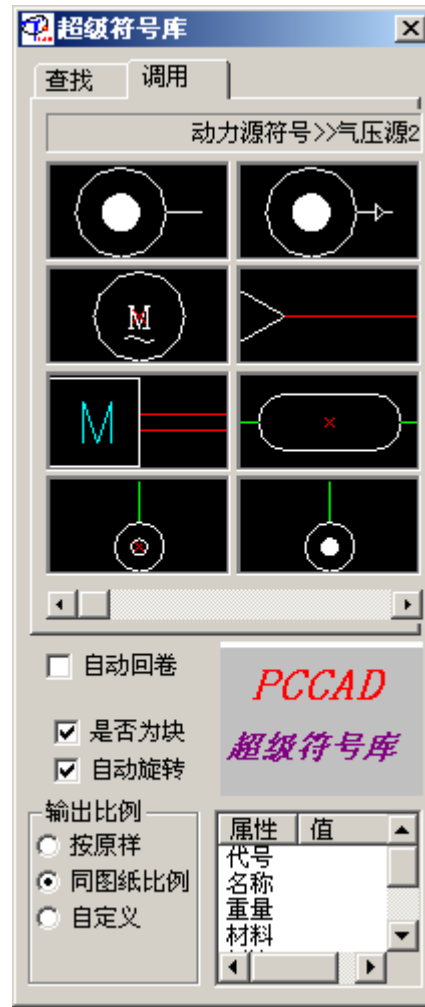 超级符号库
查找 调用
动力源符号>>气压源2
M
M
自动回卷
PCCAD
超级符号库
是否为块
自动旋转
输出比例
按原样
同图纸比例
自定义
属性 值
代号
名称
重量
材料